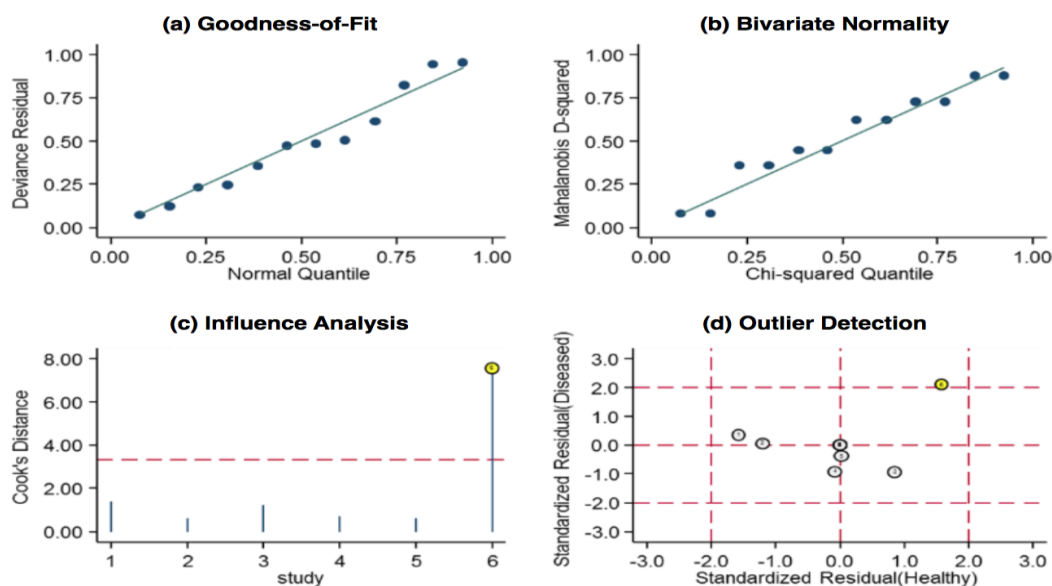 (a) Goodness-of-Fit
Deviance Residual
1.00
0.75
0.50
0.25
0.00
0.00 0.25 0.50 0.75 1.00
Normal Quantile
(b) Bivariate Normality
Mahalanobis D-squared
1.00
0.75
0.50
0.25
0.00
0.00 0.25 0.50 0.75 1.00
Chi-squared Quantile
(c) Influence Analysis
Cook's Distance
8.00
6.00
4.00
2.00
0.00
1 2 3 4 5 6
study
(d) Outlier Detection
Standardized Residual(Diseased)
3.0
2.0
1.0
0.0
-1.0
-2.0
-3.0
-3.0 -2.0 -1.0 0.0 1.0 2.0 3.0
Standardized Residual(Healthy)